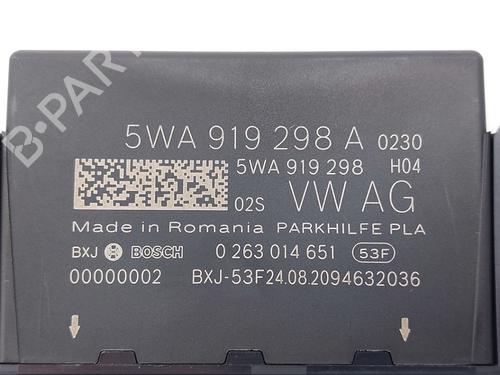 5WA 919 298 A 0230
5WA 919 298 H04
02S VW AG
Made in Romania PARKHILFE PLA
BXJ BOSCH 0 263 014 651 53F
00000002 BXJ-53F24.08.2094632036
B-PARTS